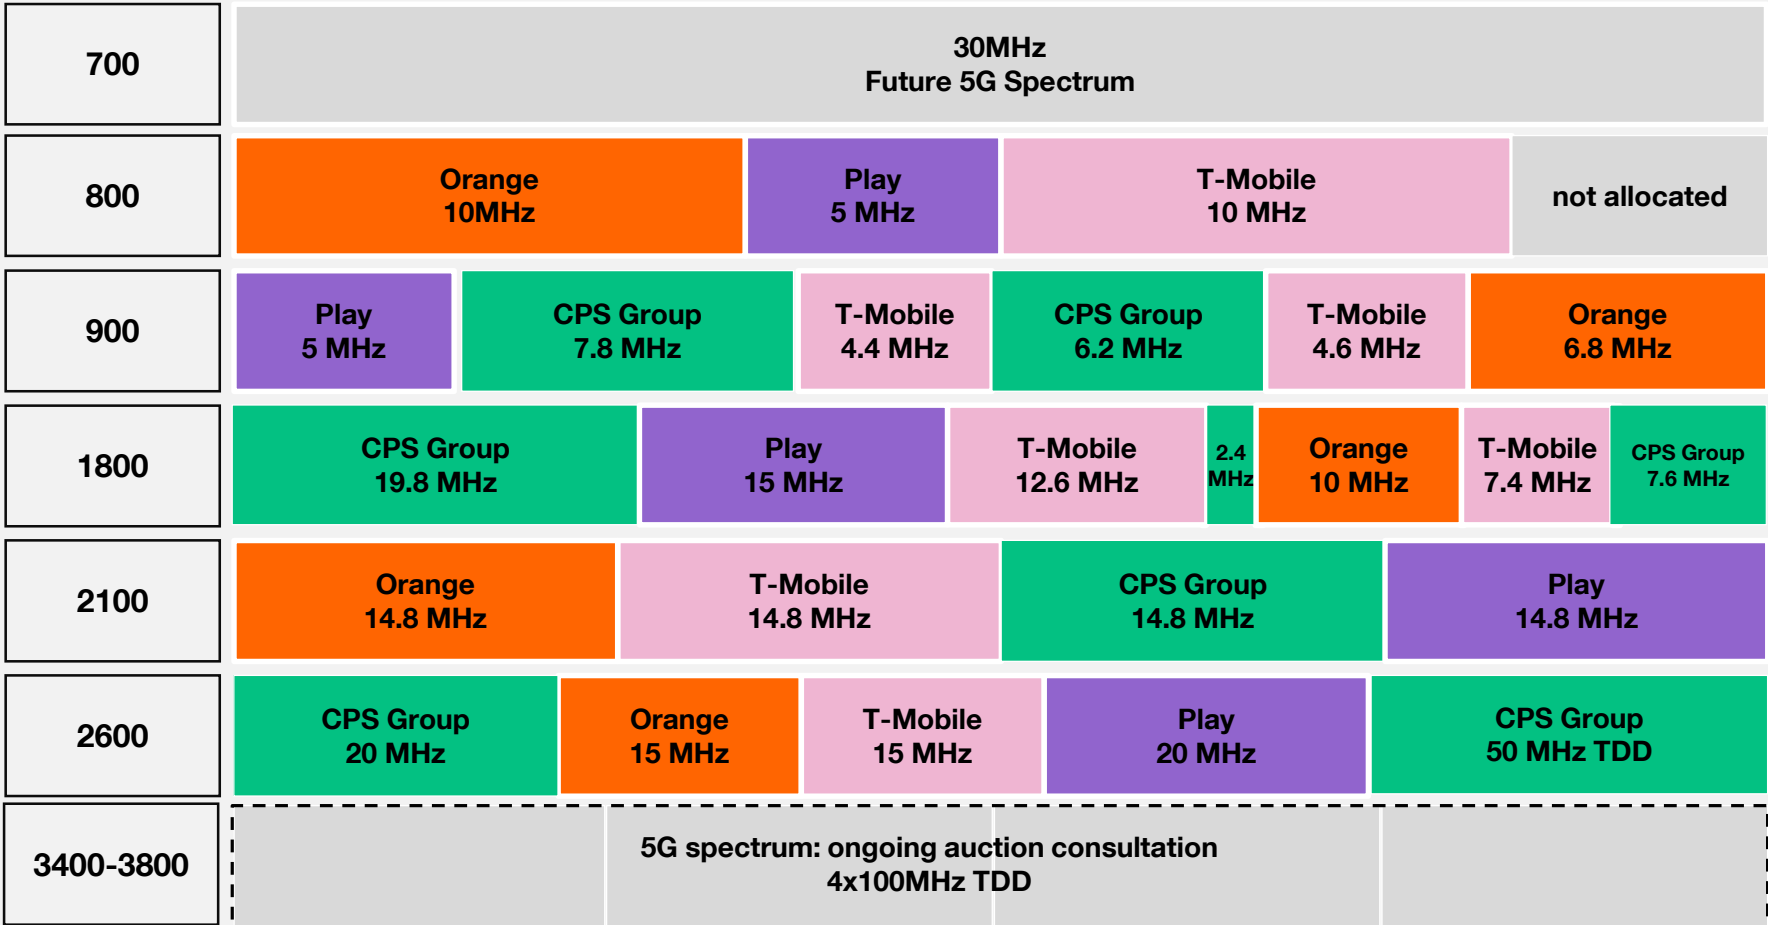 700
30MHz
Future 5G Spectrum
800
Orange
10MHz
Play
5 MHz
T-Mobile
10 MHz
not allocated
900
Play
5 MHz
CPS Group
7.8 MHz
T-Mobile
4.4 MHz
CPS Group
6.2 MHz
T-Mobile
4.6 MHz
Orange
6.8 MHz
1800
CPS Group
19.8 MHz
Play
15 MHz
T-Mobile
12.6 MHz
2.4
MHz
Orange
10 MHz
T-Mobile
7.4 MHz
CPS Group
7.6 MHz
2100
Orange
14.8 MHz
T-Mobile
14.8 MHz
CPS Group
14.8 MHz
Play
14.8 MHz
2600
CPS Group
20 MHz
Orange
15 MHz
T-Mobile
15 MHz
Play
20 MHz
CPS Group
50 MHz TDD
3400-3800
5G spectrum: ongoing auction consultation
4x100MHz TDD